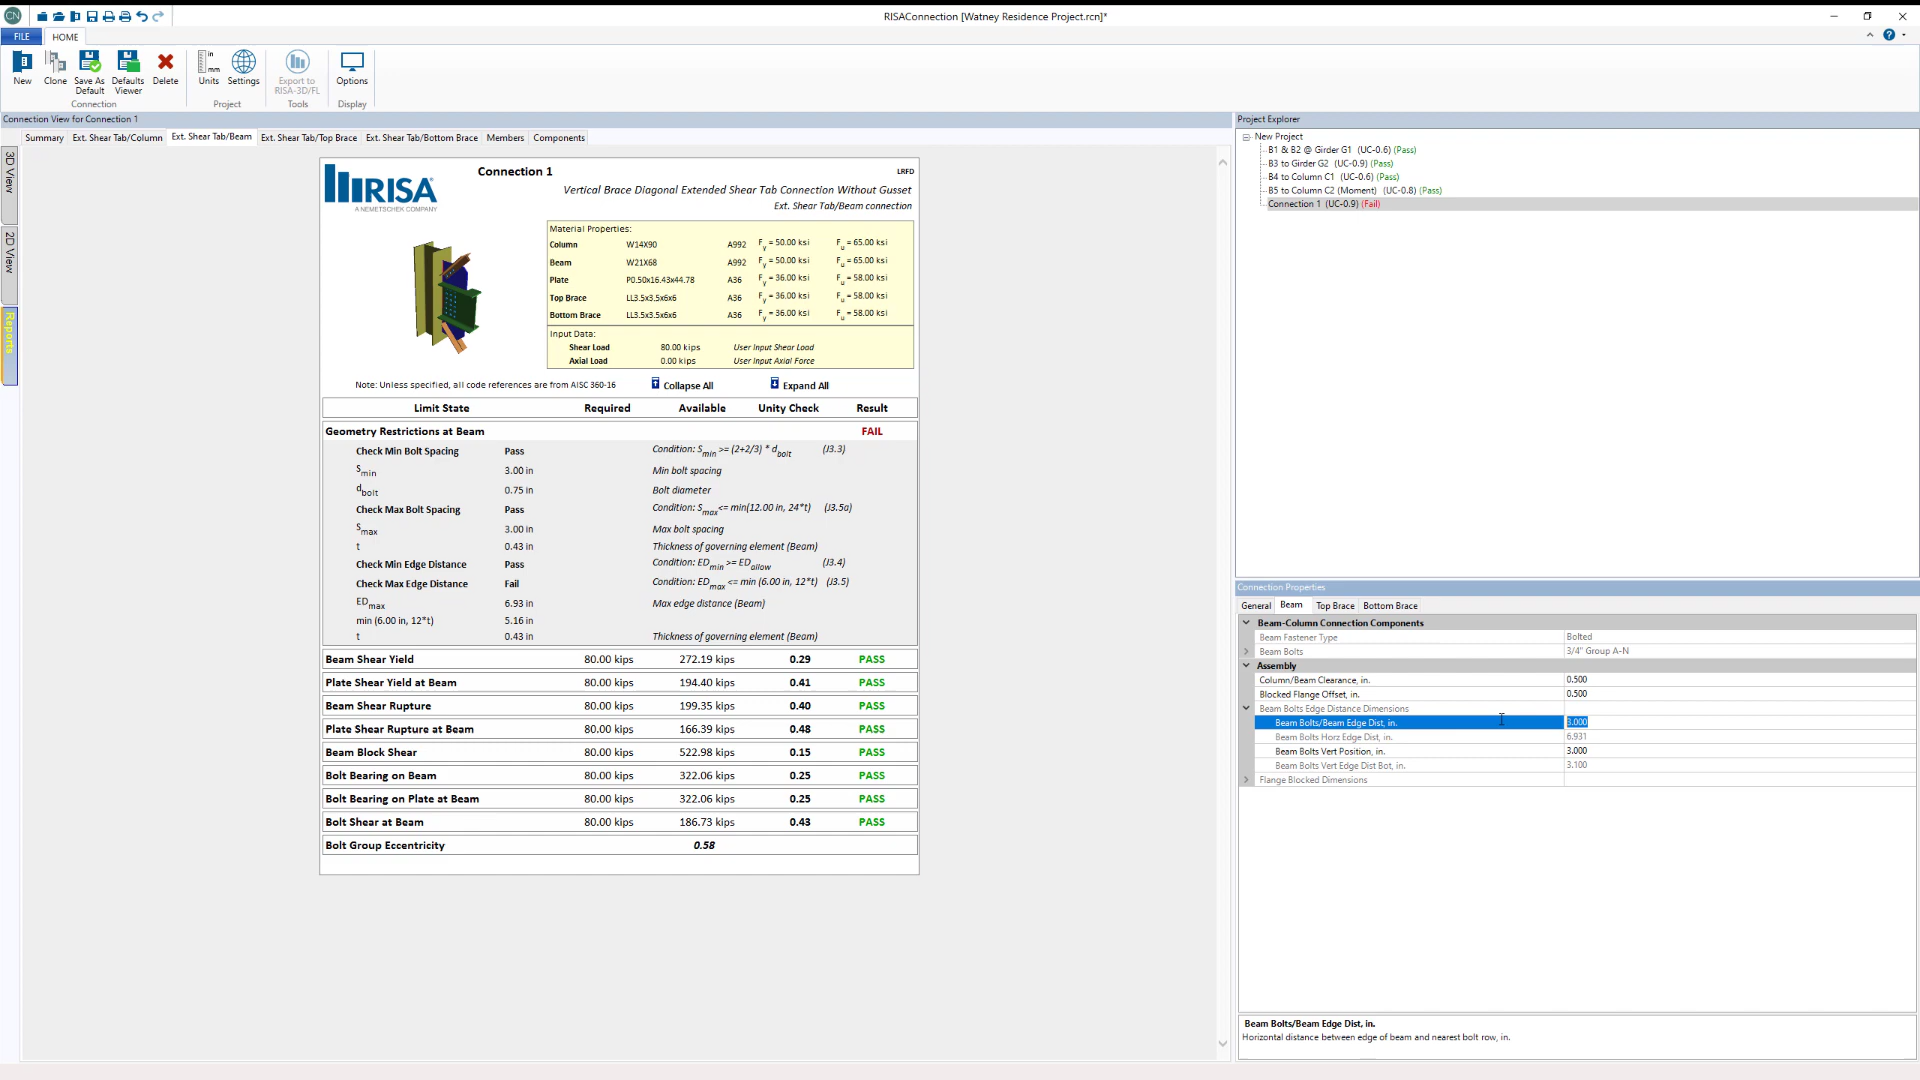 CN
RISAConnection [Watney Residence Project.rcn]*
FILE HOME
New Clone Save As Default Defaults Viewer Delete Units Settings Export to RISA-3D/FL Options
Connection Project Tools Display
Connection View for Connection 1
Summary Ext. Shear Tab/Column Ext. Shear Tab/Beam Ext. Shear Tab/Top Brace Ext. Shear Tab/Bottom Brace Members Components
3D View
2D View
Reports
RISA
A NEMETSCHEK COMPANY
Connection 1 LRFD
Vertical Brace Diagonal Extended Shear Tab Connection Without Gusset
Ext. Shear Tab/Beam connection
Material Properties:
Column W14X90 A992 Fy = 50.00 ksi Fu = 65.00 ksi
Beam W21X68 A992 Fy = 50.00 ksi Fu = 65.00 ksi
Plate P0.50x16.43x44.78 A36 Fy = 36.00 ksi Fu = 58.00 ksi
Top Brace LL3.5x3.5x6x6 A36 Fy = 36.00 ksi Fu = 58.00 ksi
Bottom Brace LL3.5x3.5x6x6 A36 Fy = 36.00 ksi Fu = 58.00 ksi
Input Data:
Shear Load 80.00 kips User Input Shear Load
Axial Load 0.00 kips User Input Axial Force
Note: Unless specified, all code references are from AISC 360-16 Collapse All Expand All
Limit State Required Available Unity Check Result
Geometry Restrictions at Beam FAIL
Check Min Bolt Spacing Pass Condition: Smin >= (2+2/3) * dbolt (J3.3)
Smin 3.00 in Min bolt spacing
dbolt 0.75 in Bolt diameter
Check Max Bolt Spacing Pass Condition: Smax<= min(12.00 in, 24*t) (J3.5a)
Smax 3.00 in Max bolt spacing
t 0.43 in Thickness of governing element (Beam)
Check Min Edge Distance Pass Condition: EDmin >= EDallow (J3.4)
Check Max Edge Distance Fail Condition: EDmax <= min (6.00 in, 12*t) (J3.5)
EDmax 6.93 in Max edge distance (Beam)
min (6.00 in, 12*t) 5.16 in
t 0.43 in Thickness of governing element (Beam)
Beam Shear Yield 80.00 kips 272.19 kips 0.29 PASS
Plate Shear Yield at Beam 80.00 kips 194.40 kips 0.41 PASS
Beam Shear Rupture 80.00 kips 199.35 kips 0.40 PASS
Plate Shear Rupture at Beam 80.00 kips 166.39 kips 0.48 PASS
Beam Block Shear 80.00 kips 522.98 kips 0.15 PASS
Bolt Bearing on Beam 80.00 kips 322.06 kips 0.25 PASS
Bolt Bearing on Plate at Beam 80.00 kips 322.06 kips 0.25 PASS
Bolt Shear at Beam 80.00 kips 186.73 kips 0.43 PASS
Bolt Group Eccentricity 0.58
Project Explorer
New Project
B1 & B2 @ Girder G1 (UC-0.6) (Pass)
B3 to Girder G2 (UC-0.9) (Pass)
B4 to Column C1 (UC-0.6) (Pass)
B5 to Column C2 (Moment) (UC-0.8) (Pass)
Connection 1 (UC-0.9) (Fail)
Connection Properties
General Beam Top Brace Bottom Brace
Beam-Column Connection Components
Beam Fastener Type Bolted
Beam Bolts 3/4" Group A-N
Assembly
Column/Beam Clearance, in. 0.500
Blocked Flange Offset, in. 0.500
Beam Bolts Edge Distance Dimensions
Beam Bolts/Beam Edge Dist, in. 3.000
Beam Bolts Horz Edge Dist, in. 6.931
Beam Bolts Vert Position, in. 3.000
Beam Bolts Vert Edge Dist Bot, in. 3.100
Flange Blocked Dimensions
Beam Bolts/Beam Edge Dist, in.
Horizontal distance between edge of beam and nearest bolt row, in.